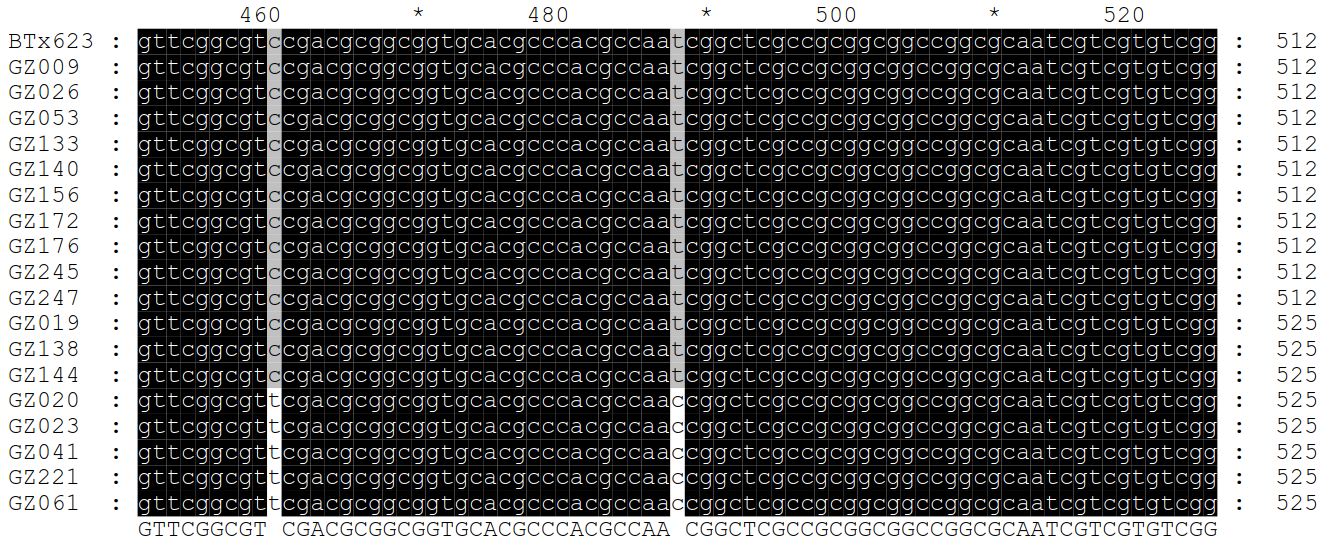 460 * 480 * 500 * 520
BTx623 : gttcggcgtccgacgcggcggtgcacgcccacgccaatcggctcgccgcggcggccggcgcaatcgtcgtgtcgg : 512
GZ009 : gttcggcgtccgacgcggcggtgcacgcccacgccaatcggctcgccgcggcggccggcgcaatcgtcgtgtcgg : 512
GZ026 : gttcggcgtccgacgcggcggtgcacgcccacgccaatcggctcgccgcggcggccggcgcaatcgtcgtgtcgg : 512
GZ053 : gttcggcgtccgacgcggcggtgcacgcccacgccaatcggctcgccgcggcggccggcgcaatcgtcgtgtcgg : 512
GZ133 : gttcggcgtccgacgcggcggtgcacgcccacgccaatcggctcgccgcggcggccggcgcaatcgtcgtgtcgg : 512
GZ140 : gttcggcgtccgacgcggcggtgcacgcccacgccaatcggctcgccgcggcggccggcgcaatcgtcgtgtcgg : 512
GZ156 : gttcggcgtccgacgcggcggtgcacgcccacgccaatcggctcgccgcggcggccggcgcaatcgtcgtgtcgg : 512
GZ172 : gttcggcgtccgacgcggcggtgcacgcccacgccaatcggctcgccgcggcggccggcgcaatcgtcgtgtcgg : 512
GZ176 : gttcggcgtccgacgcggcggtgcacgcccacgccaatcggctcgccgcggcggccggcgcaatcgtcgtgtcgg : 512
GZ245 : gttcggcgtccgacgcggcggtgcacgcccacgccaatcggctcgccgcggcggccggcgcaatcgtcgtgtcgg : 512
GZ247 : gttcggcgtccgacgcggcggtgcacgcccacgccaatcggctcgccgcggcggccggcgcaatcgtcgtgtcgg : 512
GZ019 : gttcggcgtccgacgcggcggtgcacgcccacgccaatcggctcgccgcggcggccggcgcaatcgtcgtgtcgg : 525
GZ138 : gttcggcgtccgacgcggcggtgcacgcccacgccaatcggctcgccgcggcggccggcgcaatcgtcgtgtcgg : 525
GZ144 : gttcggcgtccgacgcggcggtgcacgcccacgccaatcggctcgccgcggcggccggcgcaatcgtcgtgtcgg : 525
GZ020 : gttcggcgttcgacgcggcggtgcacgcccacgccaaccggctcgccgcggcggccggcgcaatcgtcgtgtcgg : 525
GZ023 : gttcggcgttcgacgcggcggtgcacgcccacgccaaccggctcgccgcggcggccggcgcaatcgtcgtgtcgg : 525
GZ041 : gttcggcgttcgacgcggcggtgcacgcccacgccaaccggctcgccgcggcggccggcgcaatcgtcgtgtcgg : 525
GZ221 : gttcggcgttcgacgcggcggtgcacgcccacgccaaccggctcgccgcggcggccggcgcaatcgtcgtgtcgg : 525
GZ061 : gttcggcgttcgacgcggcggtgcacgcccacgccaaccggctcgccgcggcggccggcgcaatcgtcgtgtcgg : 525
GTTCGGCGT CGACGCGGCGGTGCACGCCCACGCCAA CGGCTCGCCGCGGCGGCCGGCGCAATCGTCGTGTCGG